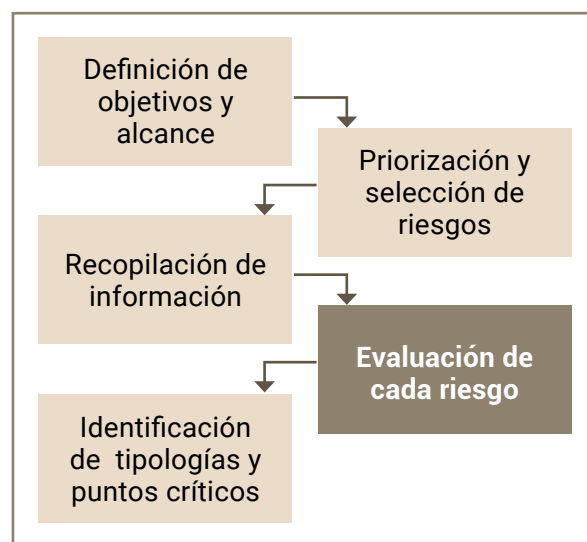 Definición de
objetivos y
alcance
Priorización y
selección de
riesgos
Recopilación de
información
Evaluación de
cada riesgo
Identificación
de tipologías y
puntos críticos